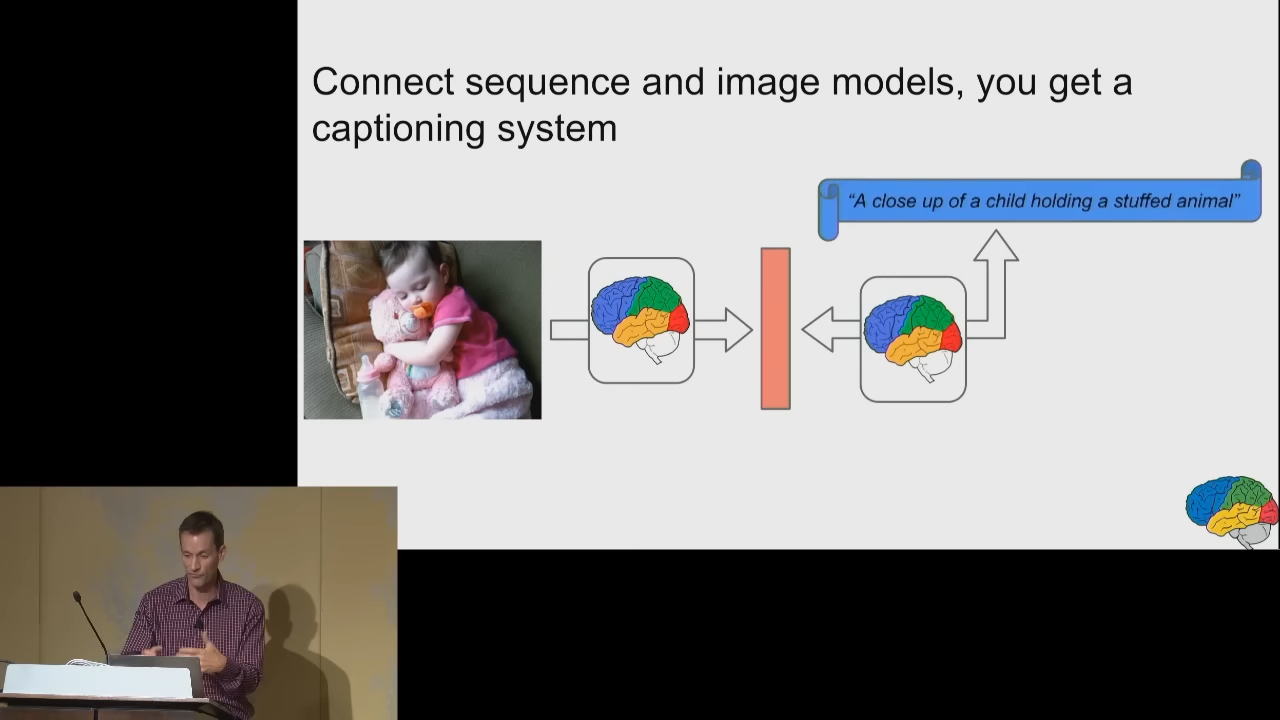 Connect sequence and image models, you get a
captioning system
“A close up of a child holding a stuffed animal”